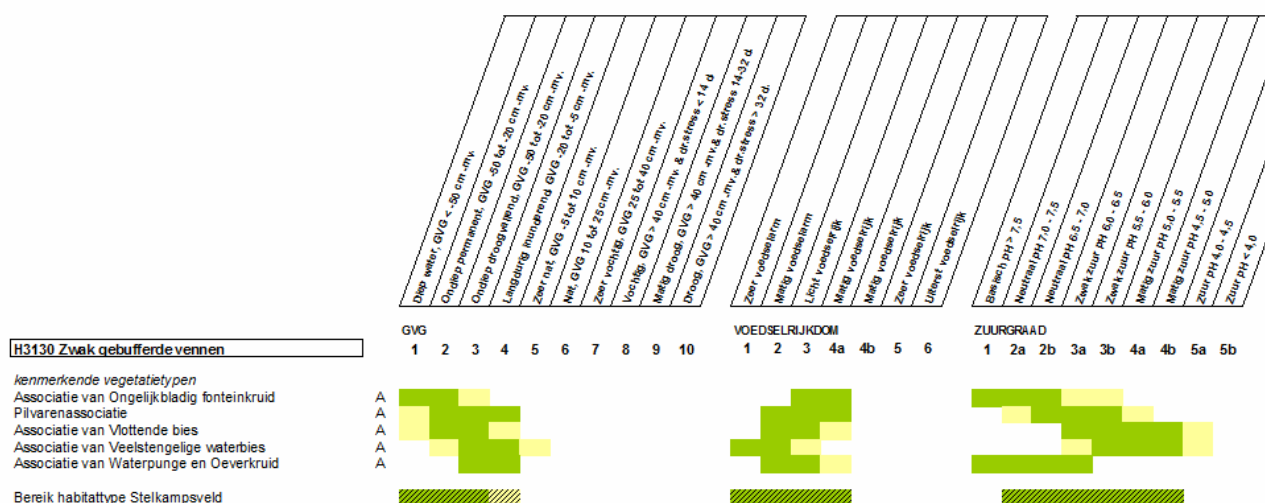 Diep water, GVG < -50 cm -mv.
Ondiep permanent, GVG -50 tot -20 cm -mv.
Ondiep droogvallend, GVG -50 tot -20 cm -mv.
Langdurig inunderend, GVG -20 tot -5 cm -mv.
Zeer nat, GVG -5 tot 10 cm -mv.
Nat, GVG 10 tot 25 cm -mv.
Zeer vochtig, GVG 25 tot 40 cm -mv.
Vochtig, GVG > 40 cm -mv. & dr.stress < 14 d
Matig droog, GVG > 40 cm -mv.& dr.stress 14-32 d.
Droog, GVG > 40 cm -mv.& dr.stress > 32 d.
Zeer voedselarm
Matig voedselarm
Licht voedselrijk
Matig voedselrijk
Matig voedselrijk
Zeer voedselrijk
Uiterst voedselrijk
Basisch pH > 7.5
Neutraal pH 7.0 - 7.5
Neutraal pH 6.5 - 7.0
Zwak zuur pH 6.0 - 6.5
Zwak zuur pH 5.5 - 6.0
Matig zuur pH 5.0 - 5.5
Matig zuur pH 4.5 - 5.0
Zuur pH 4.0 - 4.5
Zuur pH < 4.0
GVG VOEDSELRIJKDOM ZUURGRAAD
H3130 Zwak gebufferde vennen 1 2 3 4 5 6 7 8 9 10 1 2 3 4a 4b 5 6 1 2a 2b 3a 3b 4a 4b 5a 5b
kenmerkende vegetatietypen
Associatie van Ongelijkbladig fonteinkruid A
Pilvarenassociatie A
Associatie van Vlottende bies A
Associatie van Veelstengelige waterbies A
Associatie van Waterpunge en Oeverkruid A
Bereik habitattype Stelkampsveld